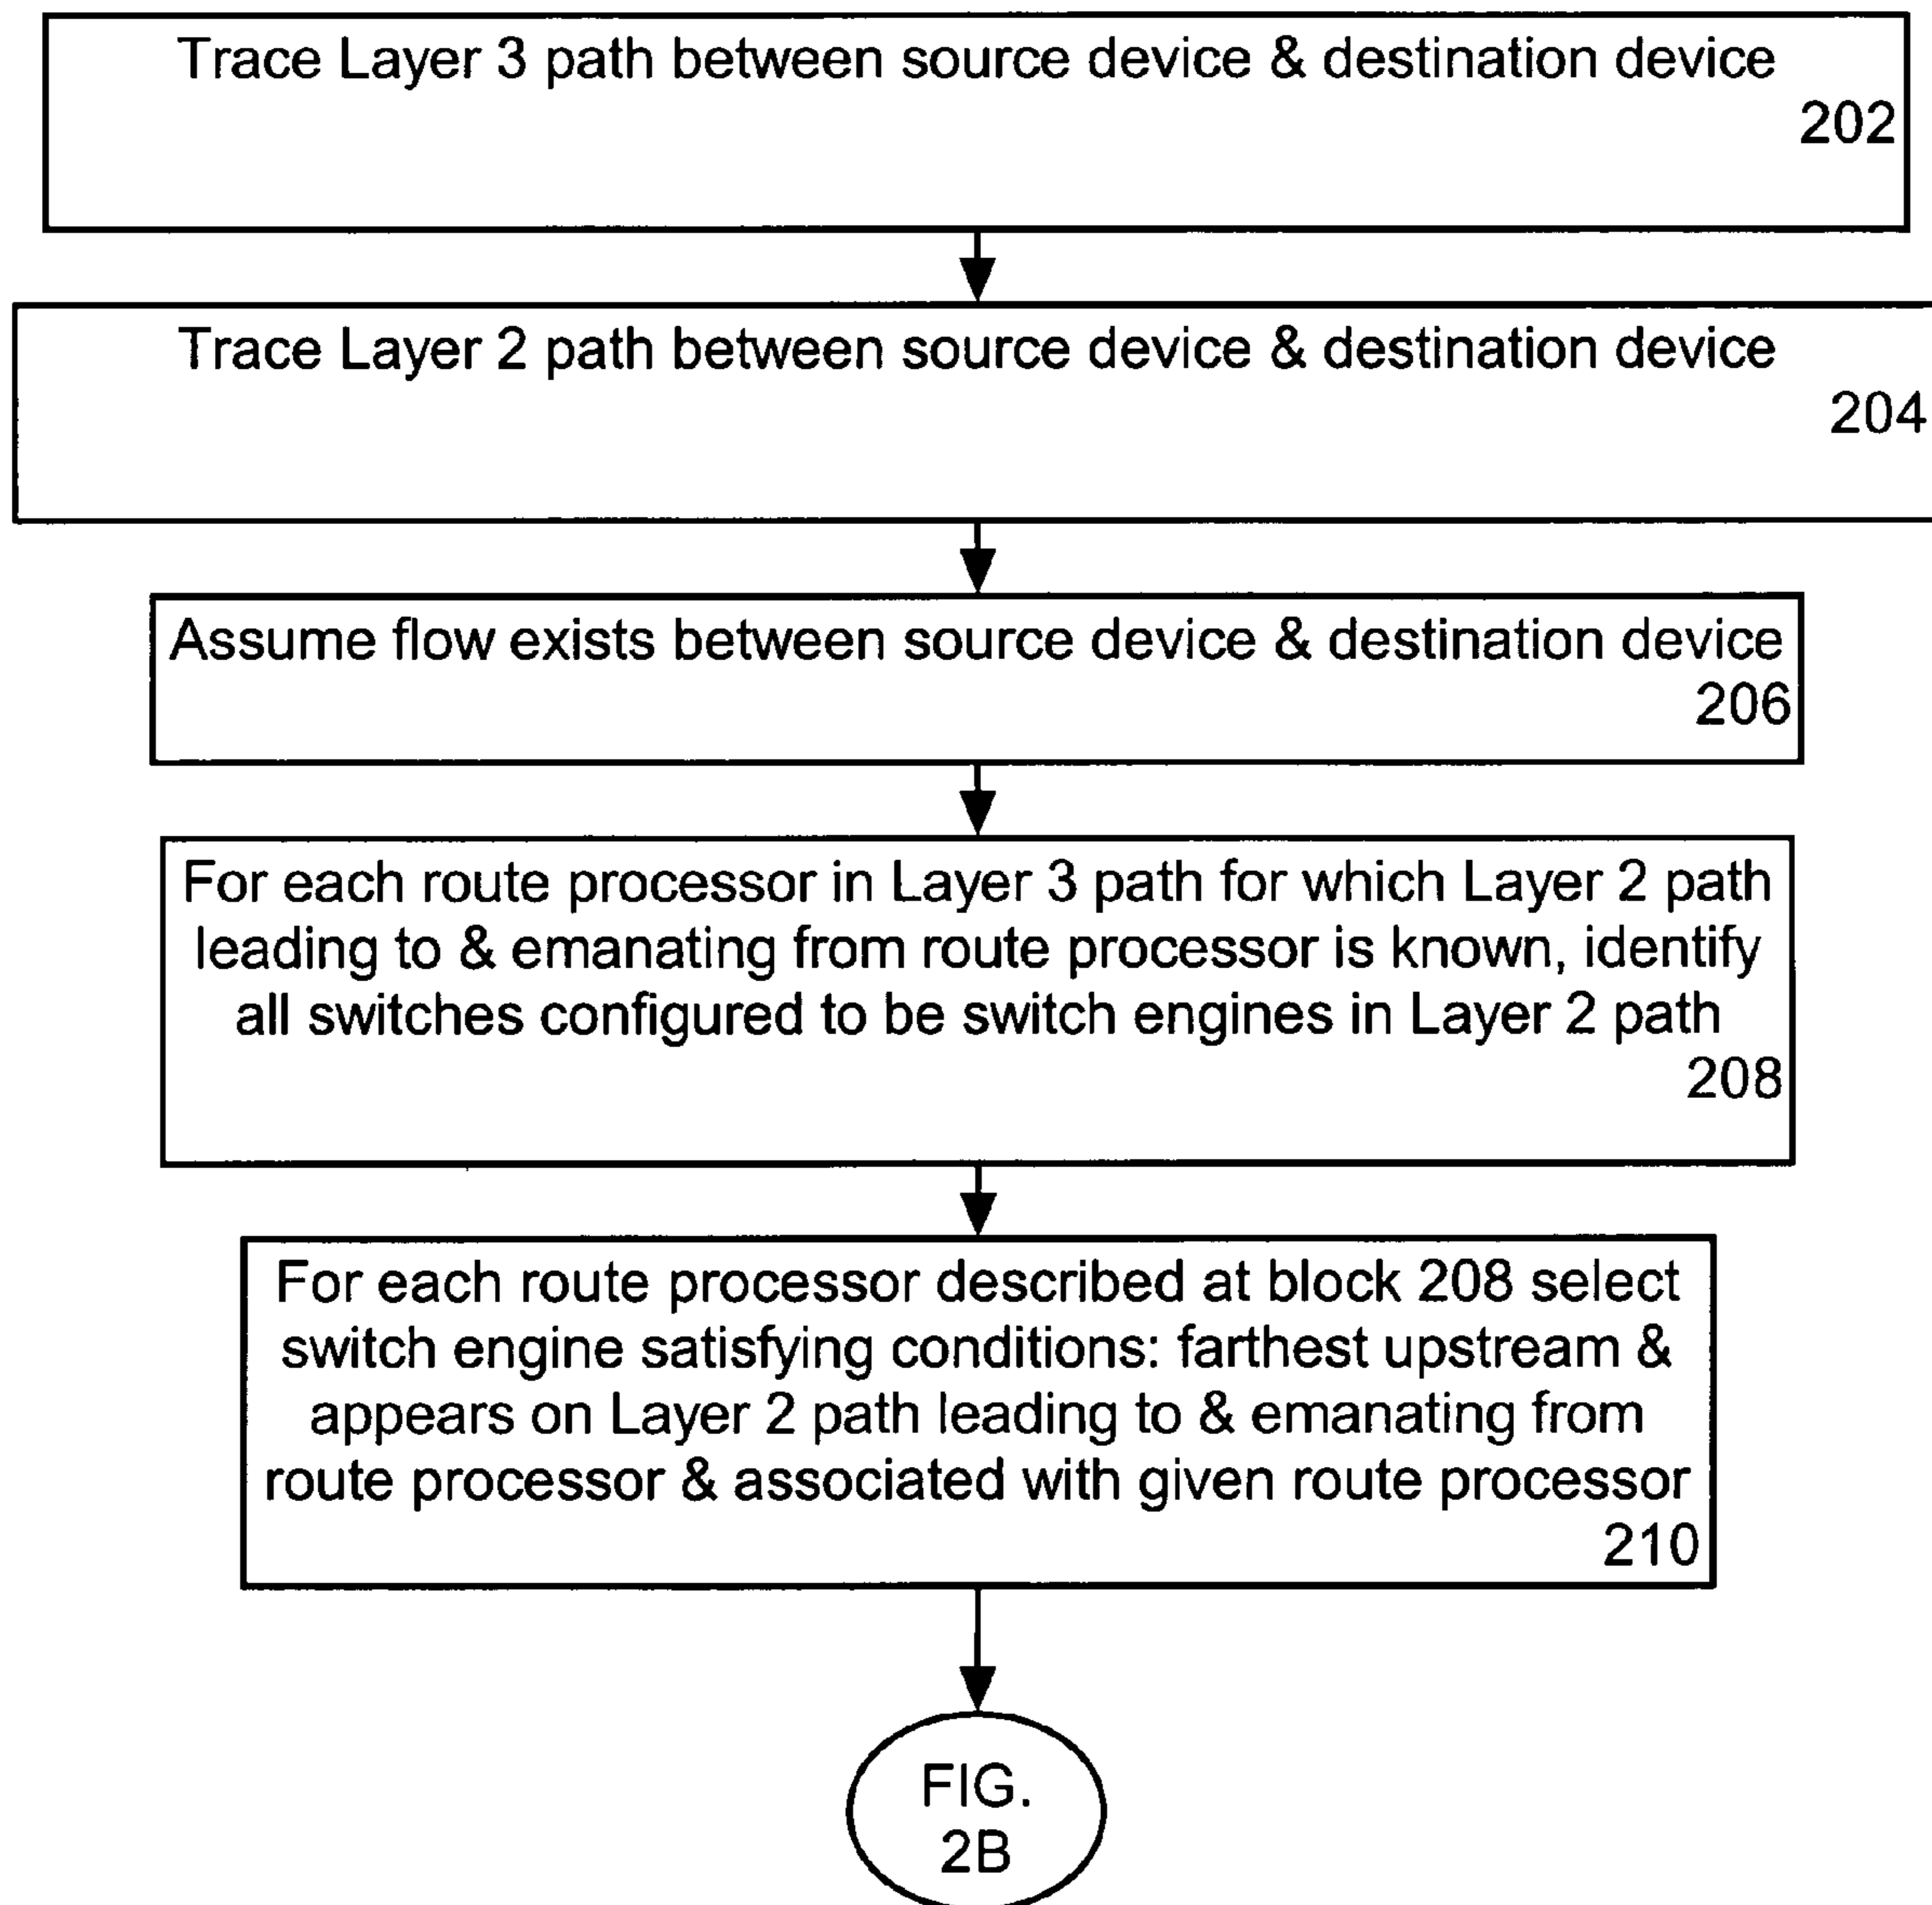 Trace Layer 3 path between source device & destination device
202
Trace Layer 2 path between source device & destination device
204
Assume flow exists between source device & destination device
206
For each route processor in Layer 3 path for which Layer 2 path
leading to & emanating from route processor is known, identify
all switches configured to be switch engines in Layer 2 path
208
For each route processor described at block 208 select
switch engine satisfying conditions: farthest upstream &
appears on Layer 2 path leading to & emanating from
route processor & associated with given route processor
210
FIG.
2B